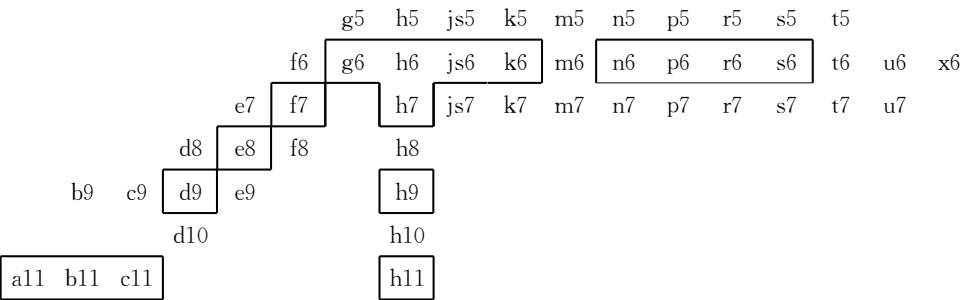 g5 h5 js5 k5 m5 n5 p5 r5 s5 t5
f6 g6 h6 js6 k6 m6 n6 p6 r6 s6 t6 u6 x6
e7 f7 h7 js7 k7 m7 n7 p7 r7 s7 t7 u7
d8 e8 f8 h8
b9 c9 d9 e9 h9
d10 h10
a11 b11 c11 h11